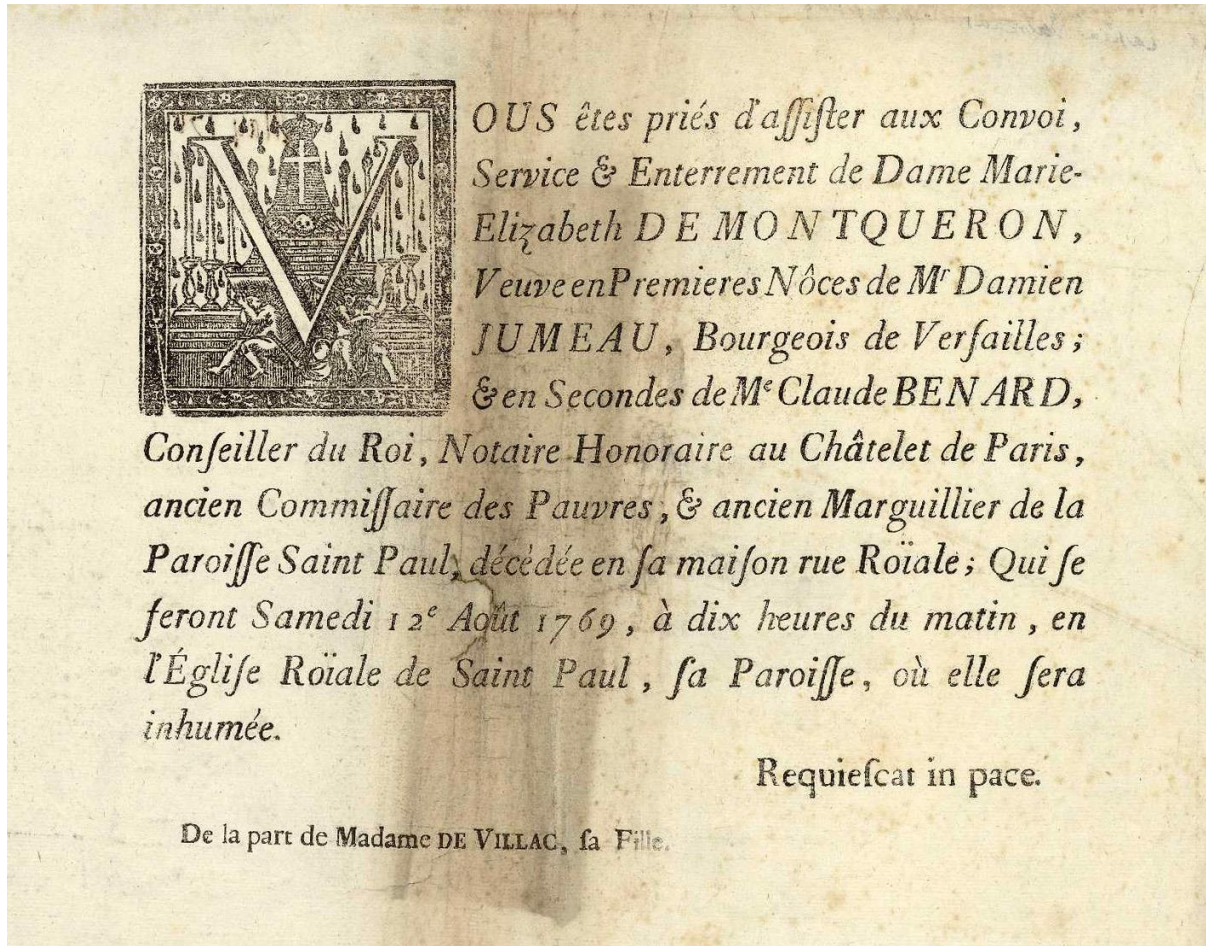 VOUS êtes priés d'aſſiſter aux Convoi,
Service & Enterrement de Dame Marie-
Elizabeth DE MONTQUERON,
Veuve en Premieres Nôces de Mʳ Damien
JUMEAU, Bourgeois de Verſailles;
& en Secondes de Mᵉ Claude BENARD,
Conſeiller du Roi, Notaire Honoraire au Châtelet de Paris,
ancien Commiſſaire des Pauvres, & ancien Marguillier de la
Paroiſſe Saint Paul, décédée en ſa maiſon rue Roïale; Qui ſe
feront Samedi 12ᵉ Août 1769, à dix heures du matin, en
l'Égliſe Roïale de Saint Paul, ſa Paroiſſe, où elle ſera
inhumée.
Requieſcat in pace.
De la part de Madame DE VILLAC, ſa Fille.